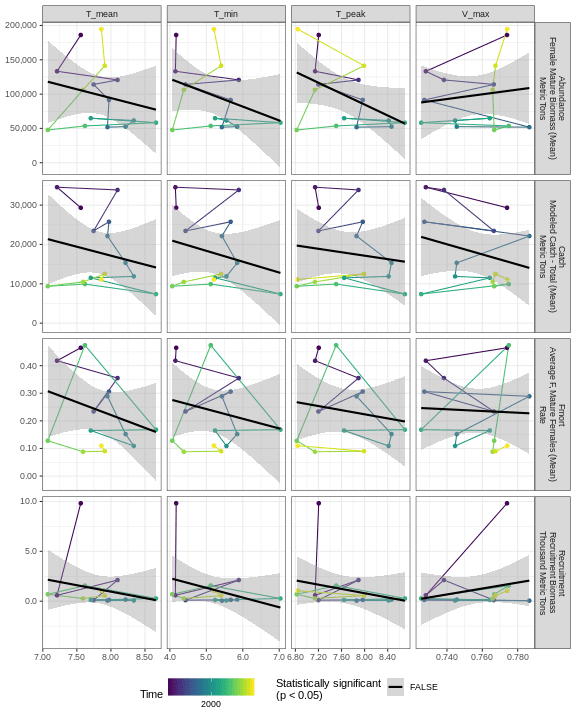 T_mean
T_min
T_peak
V_max
200,000
150,000
100,000
50,000
0
Abundance
Female Mature Biomass (Mean)
Metric Tons
30,000
20,000
10,000
0
Catch
Modeled Catch - Total (Mean)
Metric Tons
0.40
0.30
0.20
0.10
0.00
Fmort
Average F, Mature Females (Mean)
Rate
10.0
5.0
0.0
Recruitment
Recruitment Biomass
Thousand Metric Tons
7.00 7.50 8.00 8.50
4.0 5.0 6.0 7.0
6.80 7.20 7.60 8.00 8.40
0.740 0.760 0.780
Time
2000
Statistically significant
(p < 0.05)
FALSE